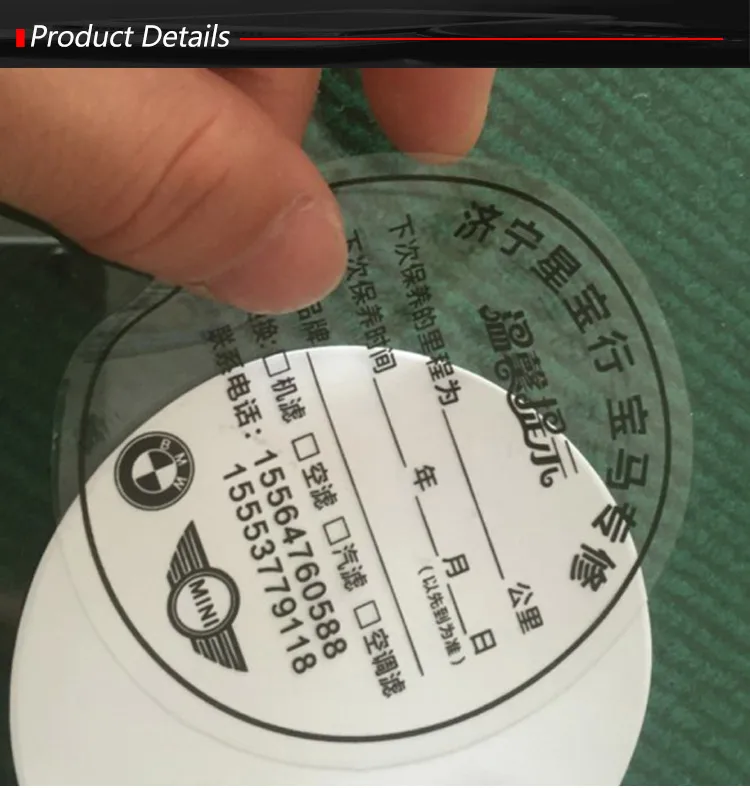 Product Details
济宁星宝行 宝马专修
温馨提示
下次保养的里程为 公里
下次保养时间 年 月 日
(以先到为准)
品牌
换: 机滤 空滤 汽滤 空调滤
联系电话: 15564760588
15553779118
BMW
MINI